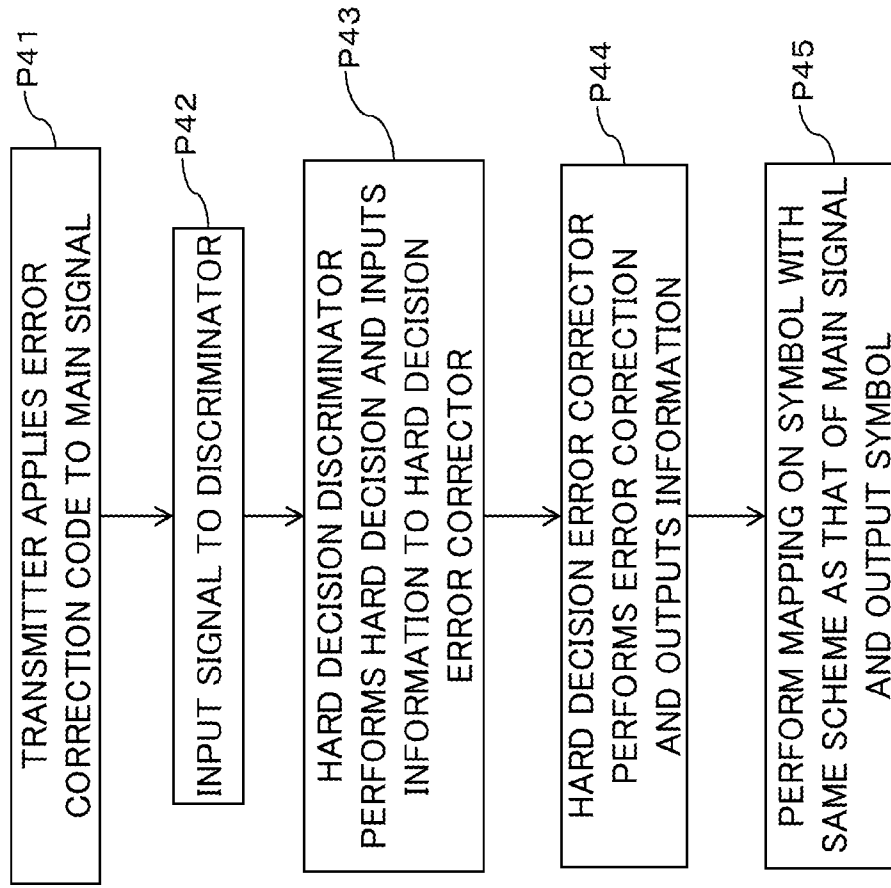 TRANSMITTER APPLIES ERROR
CORRECTION CODE TO MAIN SIGNAL
P41
INPUT SIGNAL TO DISCRIMINATOR
P42
HARD DECISION DISCRIMINATOR
PERFORMS HARD DECISION AND INPUTS
INFORMATION TO HARD DECISION
ERROR CORRECTOR
P43
HARD DECISION ERROR CORRECTOR
PERFORMS ERROR CORRECTION
AND OUTPUTS INFORMATION
P44
PERFORM MAPPING ON SYMBOL WITH
SAME SCHEME AS THAT OF MAIN SIGNAL
AND OUTPUT SYMBOL
P45